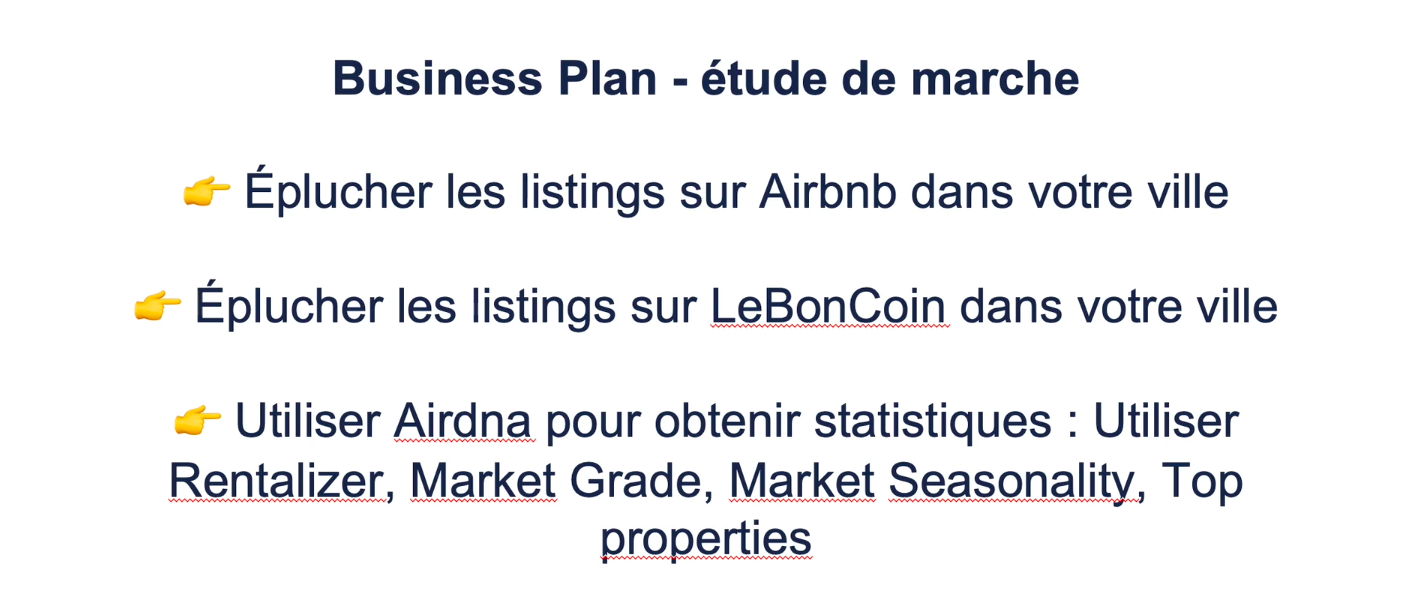 Business Plan - étude de marche
👉 Éplucher les listings sur Airbnb dans votre ville
👉 Éplucher les listings sur LeBonCoin dans votre ville
👉 Utiliser Airdna pour obtenir statistiques : Utiliser
Rentalizer, Market Grade, Market Seasonality, Top
properties